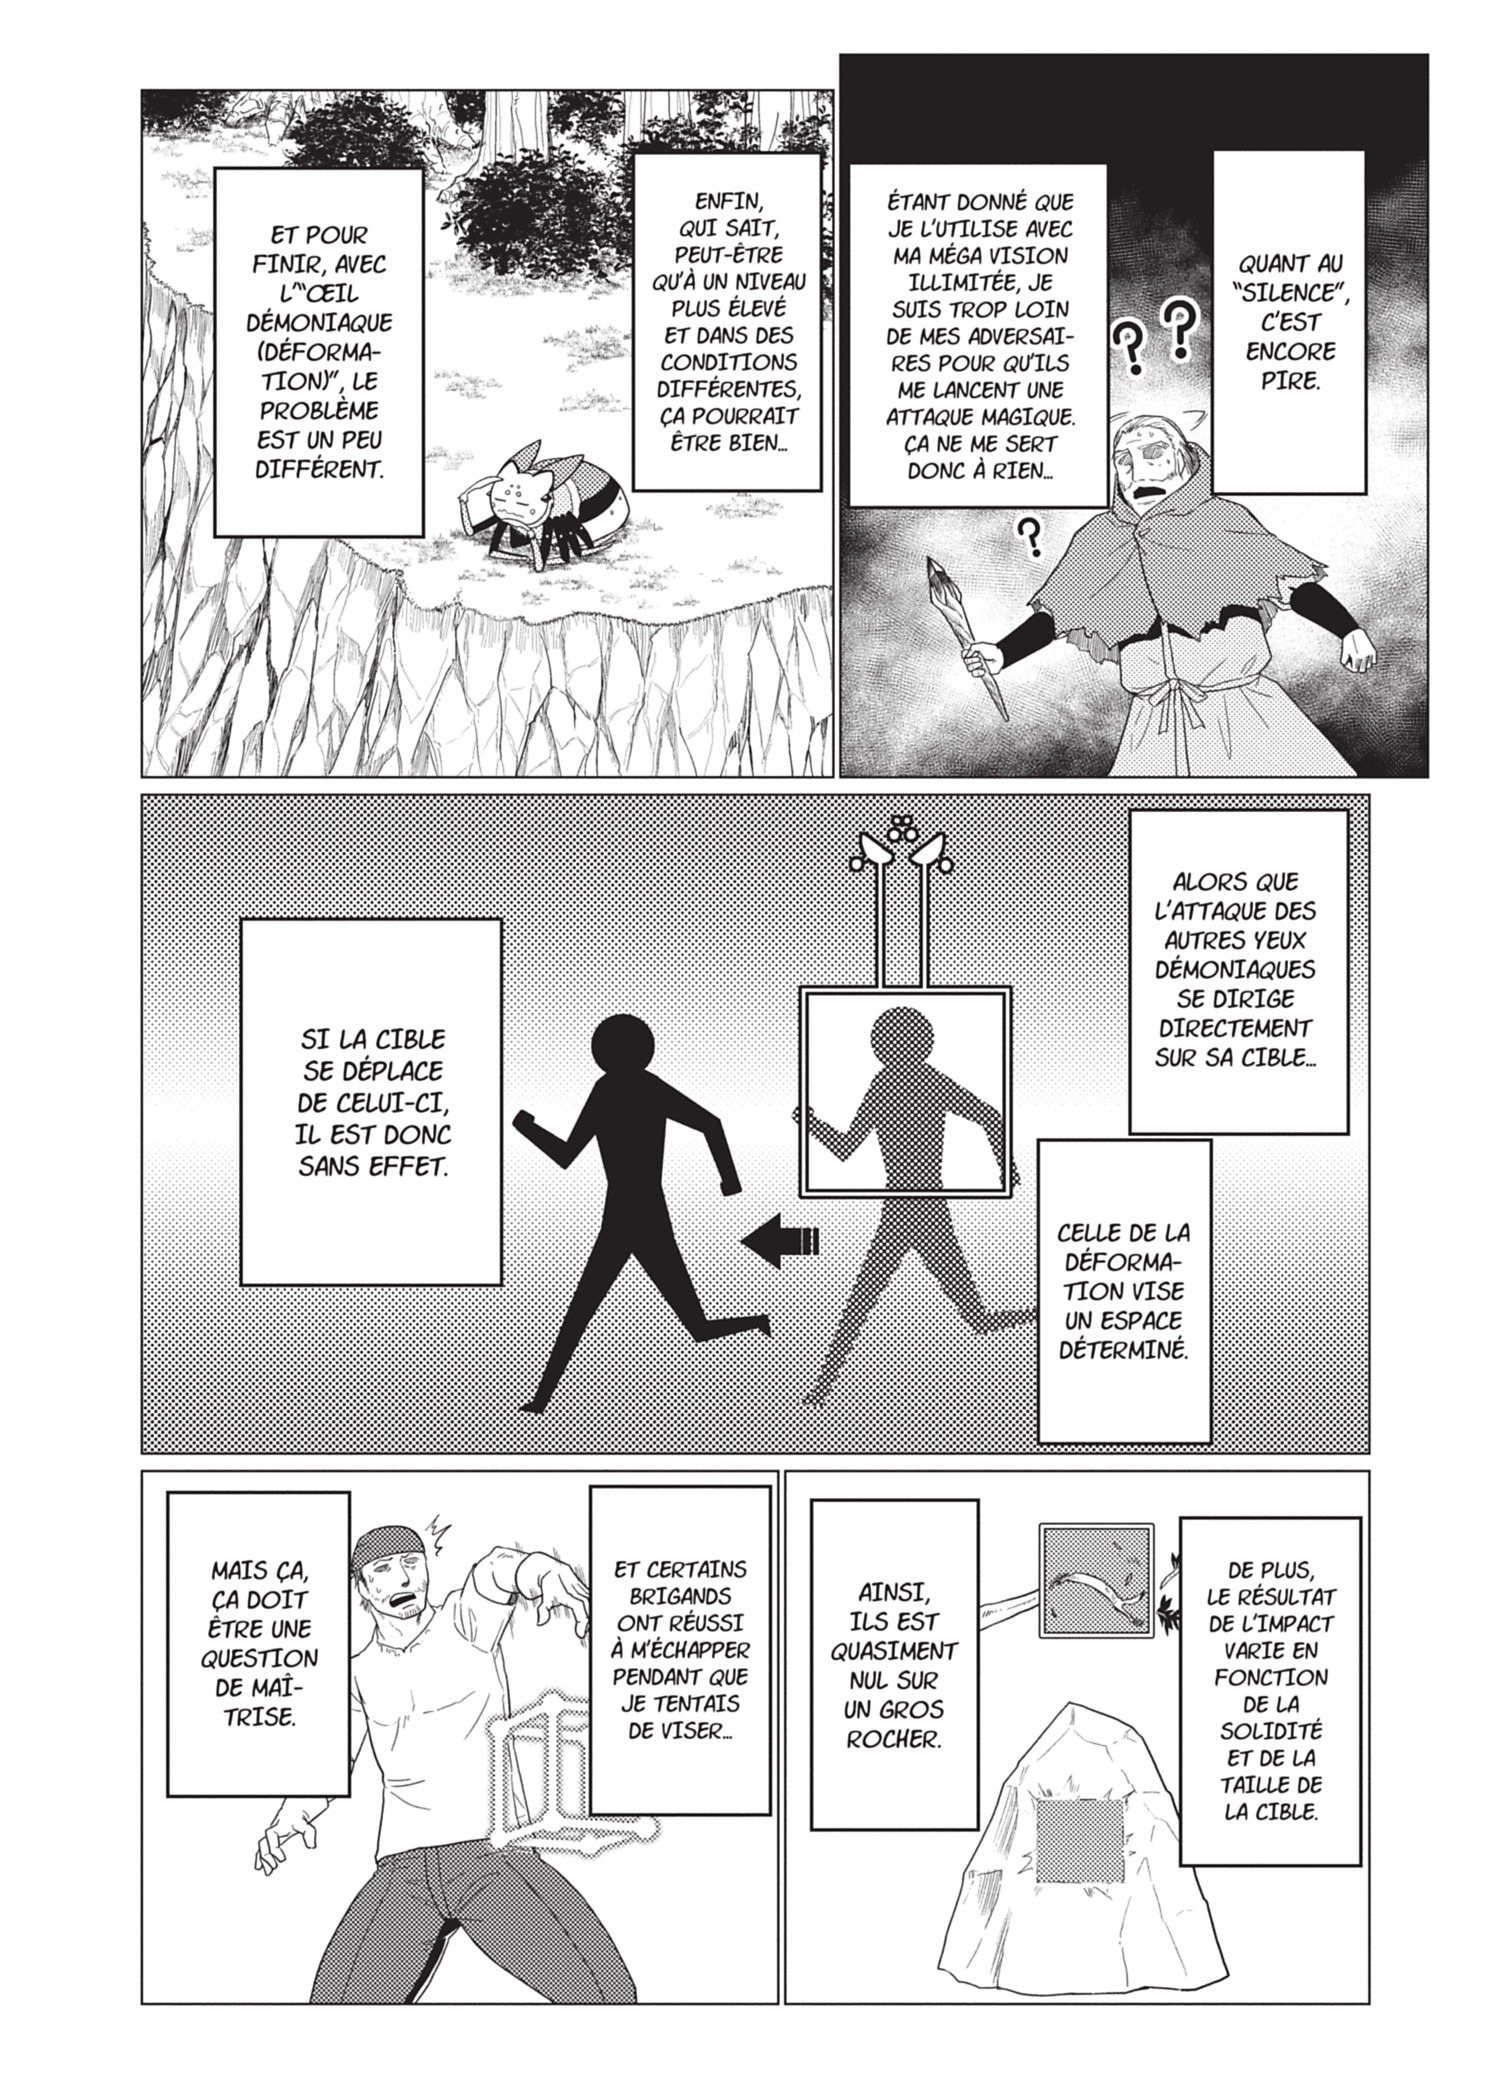 QUANT AU
"SILENCE",
C'EST
ENCORE
PIRE.
?
?
?
ÉTANT DONNÉ QUE
JE L'UTILISE AVEC
MA MÉGA VISION
ILLIMITÉE, JE
SUIS TROP LOIN
DE MES ADVERSAI-
RES POUR QU'ILS
ME LANCENT UNE
ATTAQUE MAGIQUE.
ÇA NE ME SERT
DONC À RIEN...
ENFIN,
QUI SAIT,
PEUT-ÊTRE
QU'À UN NIVEAU
PLUS ÉLEVÉ
ET DANS DES
CONDITIONS
DIFFÉRENTES,
ÇA POURRAIT
ÊTRE BIEN...
ET POUR
FINIR, AVEC
L'"ŒIL
DÉMONIAQUE
(DÉFORMA-
TION)", LE
PROBLÈME
EST UN PEU
DIFFÉRENT.
ALORS QUE
L'ATTAQUE DES
AUTRES YEUX
DÉMONIAQUES
SE DIRIGE
DIRECTEMENT
SUR SA CIBLE...
CELLE DE LA
DÉFORMA-
TION VISE
UN ESPACE
DÉTERMINÉ.
SI LA CIBLE
SE DÉPLACE
DE CELUI-CI,
IL EST DONC
SANS EFFET.
DE PLUS,
LE RÉSULTAT
DE L'IMPACT
VARIE EN
FONCTION
DE LA
SOLIDITÉ
ET DE LA
TAILLE DE
LA CIBLE.
AINSI,
ILS EST
QUASIMENT
NUL SUR
UN GROS
ROCHER.
ET CERTAINS
BRIGANDS
ONT RÉUSSI
À M'ÉCHAPPER
PENDANT QUE
JE TENTAIS
DE VISER...
MAIS ÇA,
ÇA DOIT
ÊTRE UNE
QUESTION
DE MAÎ-
TRISE.